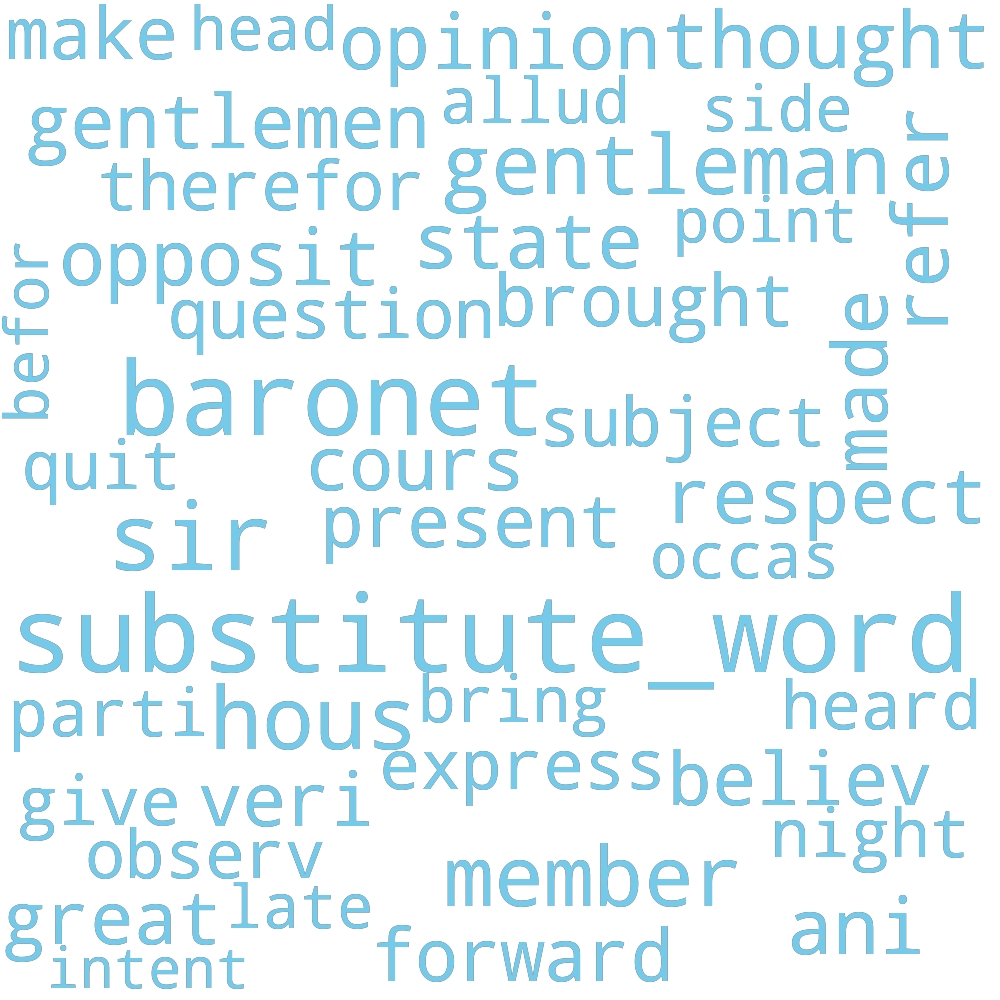 make head opinion thought
gentlemen allud side
therefor gentleman refer
opposit state point
befor question brought made
baronet subject
quit cours respect
sir present occas
substitute_word
parti hous bring heard
give veri express believ
observ member night
great late forward ani
intent